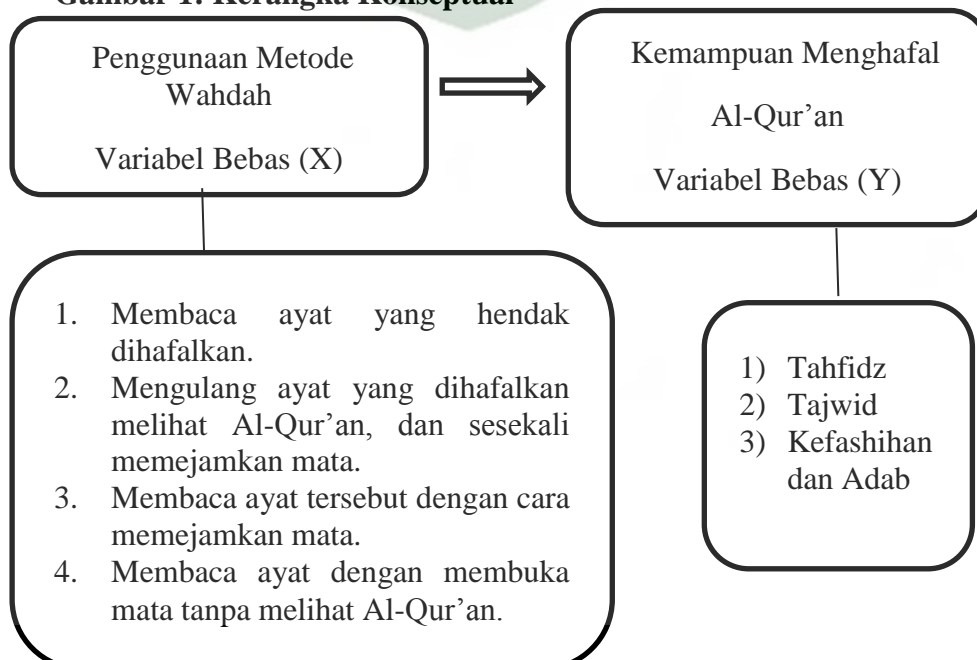 Gambar 1. Kerangka Konseptual
Penggunaan Metode
Wahdah
Variabel Bebas (X)
Kemampuan Menghafal
Al-Qur’an
Variabel Bebas (Y)
1. Membaca ayat yang hendak
dihafalkan.
2. Mengulang ayat yang dihafalkan
melihat Al-Qur’an, dan sesekali
memejamkan mata.
3. Membaca ayat tersebut dengan cara
memejamkan mata.
4. Membaca ayat dengan membuka
mata tanpa melihat Al-Qur’an.
1) Tahfidz
2) Tajwid
3) Kefashihan
dan Adab